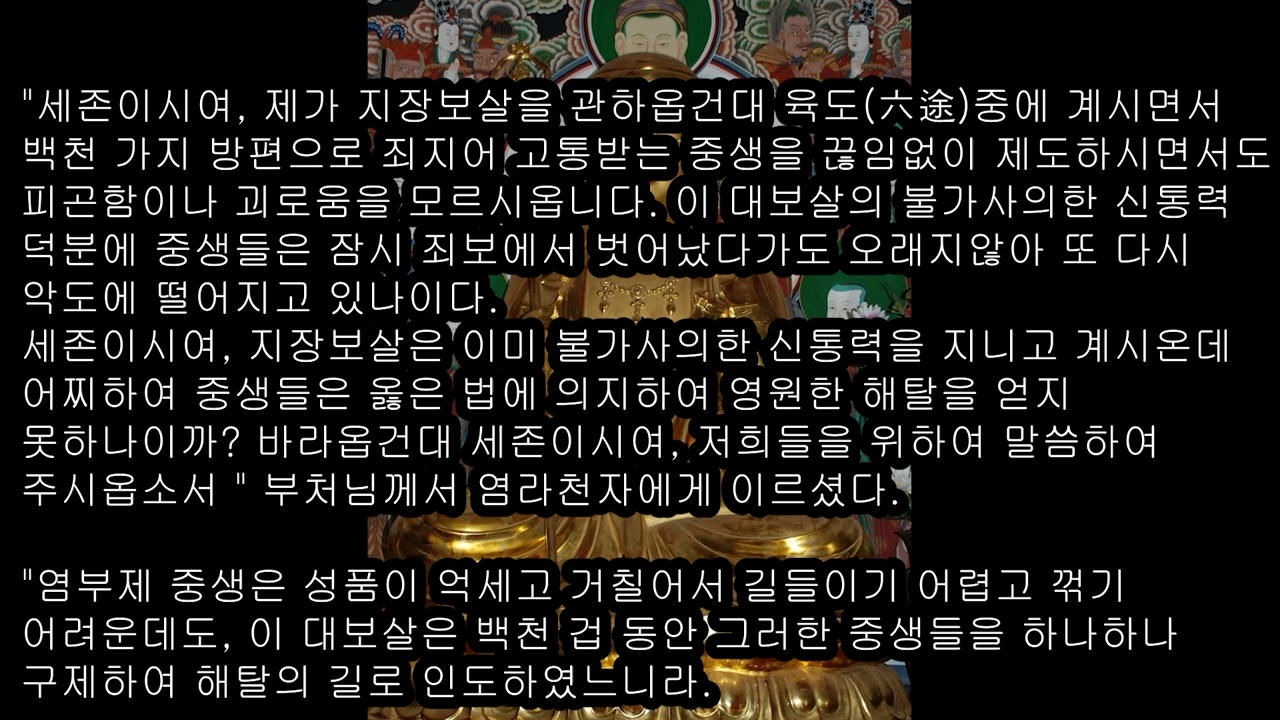 "세존이시여, 제가 지장보살을 관하옵건대 육도(六途)중에 계시면서
백천 가지 방편으로 죄지어 고통받는 중생을 끊임없이 제도하시면서도
피곤함이나 괴로움을 모르시옵니다. 이 대보살의 불가사의한 신통력
덕분에 중생들은 잠시 죄보에서 벗어났다가도 오래지않아 또 다시
악도에 떨어지고 있나이다.
세존이시여, 지장보살은 이미 불가사의한 신통력을 지니고 계시온데
어찌하여 중생들은 옳은 법에 의지하여 영원한 해탈을 얻지
못하나이까? 바라옵건대 세존이시여, 저희들을 위하여 말씀하여
주시옵소서 " 부처님께서 염라천자에게 이르셨다.
"염부제 중생은 성품이 억세고 거칠어서 길들이기 어렵고 꺾기
어려운데도, 이 대보살은 백천 겁 동안 그러한 중생들을 하나하나
구제하여 해탈의 길로 인도하였느니라.